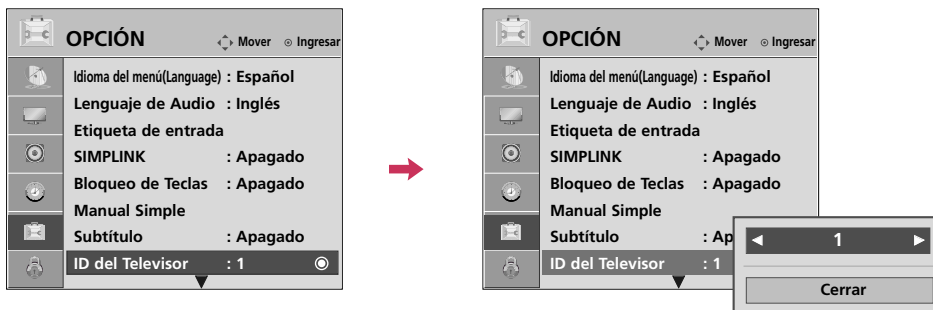 OPCIÓN Mover Ingresar
Idioma del menú(Language) : Español
Lenguaje de Audio : Inglés
Etiqueta de entrada
SIMPLINK : Apagado
Bloqueo de Teclas : Apagado
Manual Simple
Subtítulo : Apagado
ID del Televisor : 1
OPCIÓN Mover Ingresar
Idioma del menú(Language) : Español
Lenguaje de Audio : Inglés
Etiqueta de entrada
SIMPLINK : Apagado
Bloqueo de Teclas : Apagado
Manual Simple
Subtítulo : Ap
ID del Televisor : 1
1
Cerrar